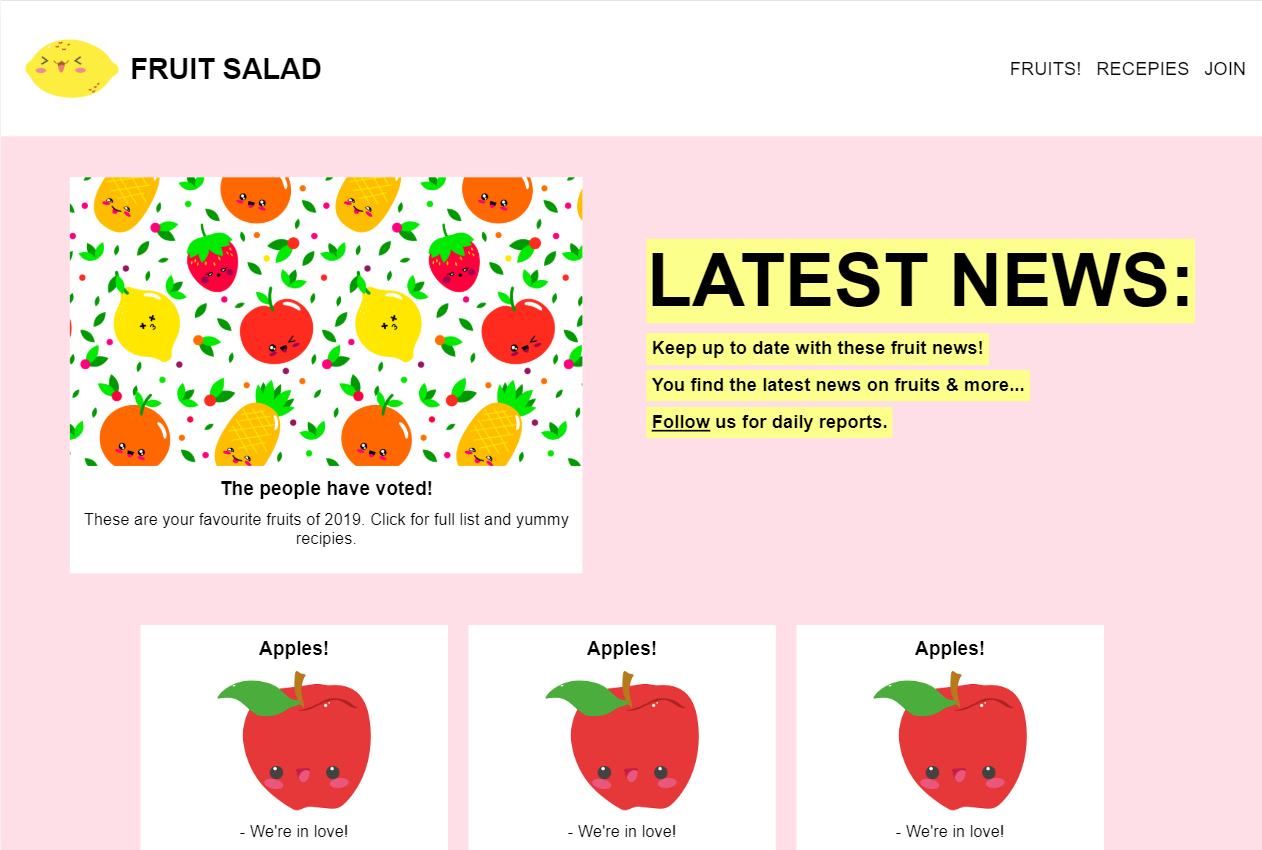 FRUIT SALAD
FRUITS! RECEPIES JOIN
LATEST NEWS:
Keep up to date with these fruit news!
You find the latest news on fruits & more...
Follow us for daily reports.
The people have voted!
These are your favourite fruits of 2019. Click for full list and yummy
recipies.
Apples!
- We're in love!
Apples!
- We're in love!
Apples!
- We're in love!